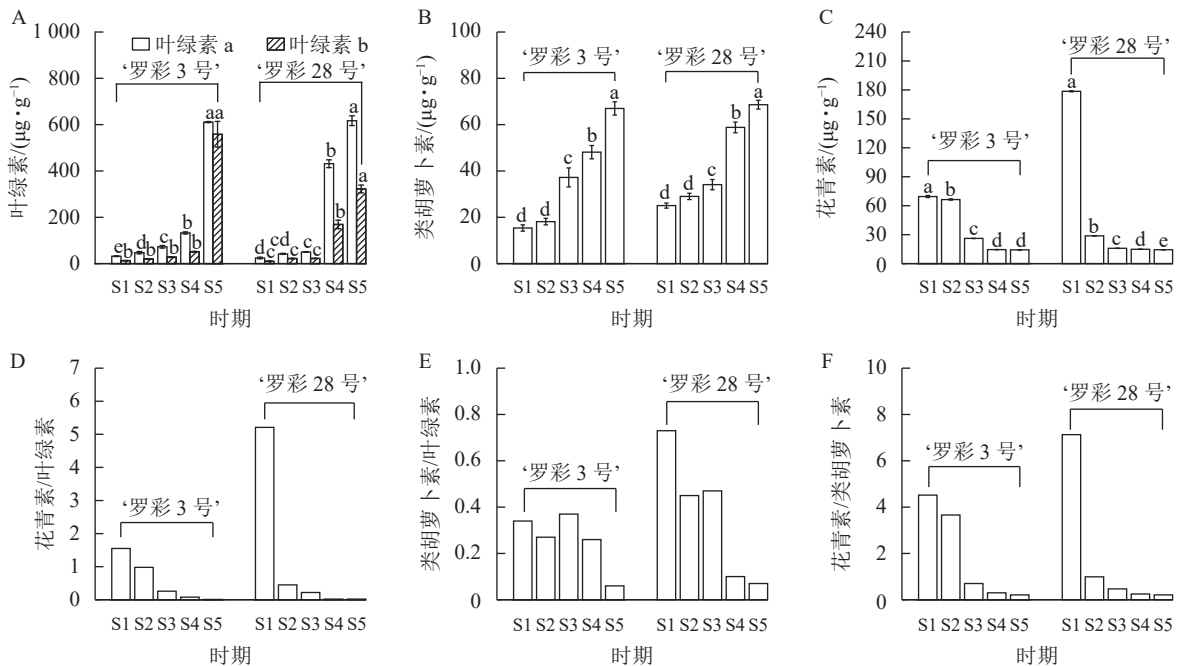 A
1 000
800
600
400
200
0
叶绿素/(μg·g⁻¹)
叶绿素 a
叶绿素 b
‘罗彩 3 号’
‘罗彩 28 号’
e b d b c b b b aa
d c cd c c c b b a a
S1 S2 S3 S4 S5
S1 S2 S3 S4 S5
时期
B
100
80
60
40
20
0
类胡萝卜素/(μg·g⁻¹)
‘罗彩 3 号’
‘罗彩 28 号’
d d c b a
d d c b a
S1 S2 S3 S4 S5
S1 S2 S3 S4 S5
时期
C
240
210
180
150
120
90
60
30
0
花青素/(μg·g⁻¹)
‘罗彩 3 号’
‘罗彩 28 号’
a b c d d
a b c d e
S1 S2 S3 S4 S5
S1 S2 S3 S4 S5
时期
D
7
6
5
4
3
2
1
0
花青素/叶绿素
‘罗彩 3 号’
‘罗彩 28 号’
S1 S2 S3 S4 S5
S1 S2 S3 S4 S5
时期
E
1.0
0.8
0.6
0.4
0.2
0
类胡萝卜素/叶绿素
‘罗彩 3 号’
‘罗彩 28 号’
S1 S2 S3 S4 S5
S1 S2 S3 S4 S5
时期
F
10
8
6
4
2
0
花青素/类胡萝卜素
‘罗彩 3 号’
‘罗彩 28 号’
S1 S2 S3 S4 S5
S1 S2 S3 S4 S5
时期